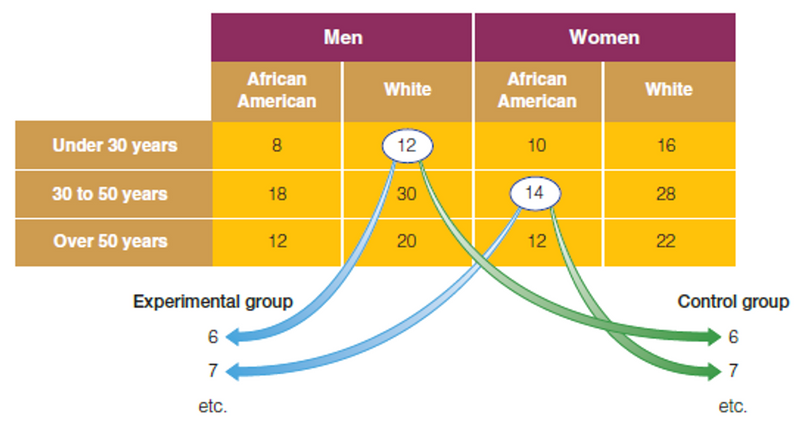 Men Women
African American White African American White
Under 30 years 8 12 10 16
30 to 50 years 18 30 14 28
Over 50 years 12 20 12 22
Experimental group Control group
6 6
7 7
etc. etc.